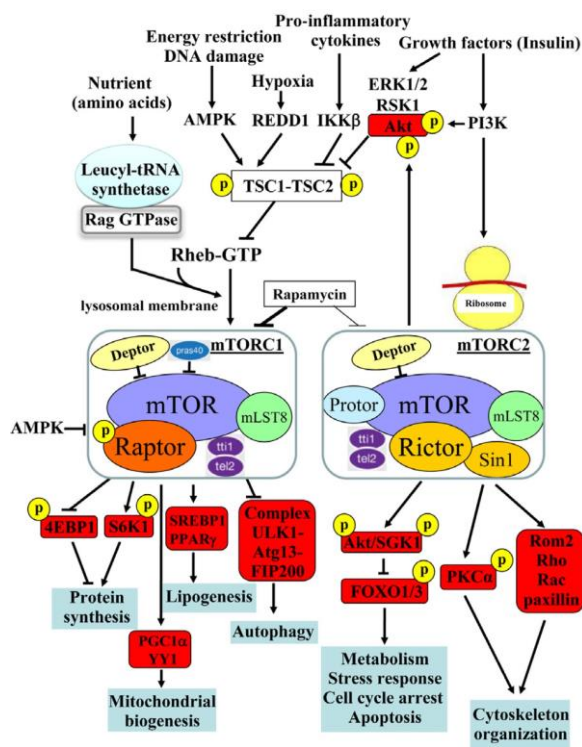 Energy restriction
DNA damage
Pro-inflammatory
cytokines
Growth factors (Insulin)
Nutrient
(amino acids)
Hypoxia
ERK1/2
RSK1
AMPK
REDD1
IKKβ
Akt
p
p
PI3K
Leucyl-tRNA
synthetase
Rag GTPase
p
TSC1-TSC2
p
Rheb-GTP
lysosomal membrane
Rapamycin
Ribosome
Deptor
pras40
mTORC1
mTOR
mLST8
AMPK
p
Raptor
tti1
tel2
Deptor
mTORC2
Protor
mTOR
mLST8
tti1
tel2
Rictor
Sin1
p
4EBP1
S6K1
p
SREBP1
PPARγ
Complex
ULK1-
Atg13-
FIP200
p
Akt/SGK1
p
FOXO1/3
p
PKCα
p
Rom2
Rho
Rac
paxillin
Protein
synthesis
Lipogenesis
Autophagy
PGC1α
YY1
Mitochondrial
biogenesis
Metabolism
Stress response
Cell cycle arrest
Apoptosis
Cytoskeleton
organization